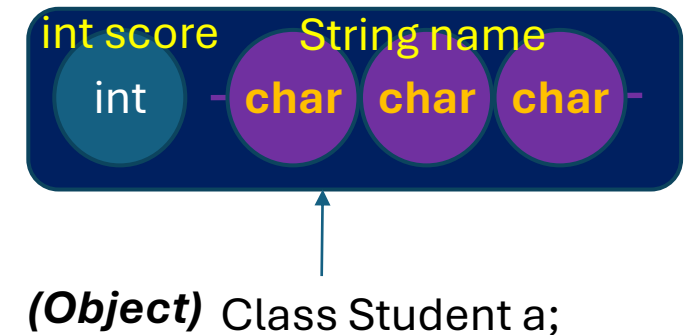 int score String name
int char char char
(Object) Class Student a;